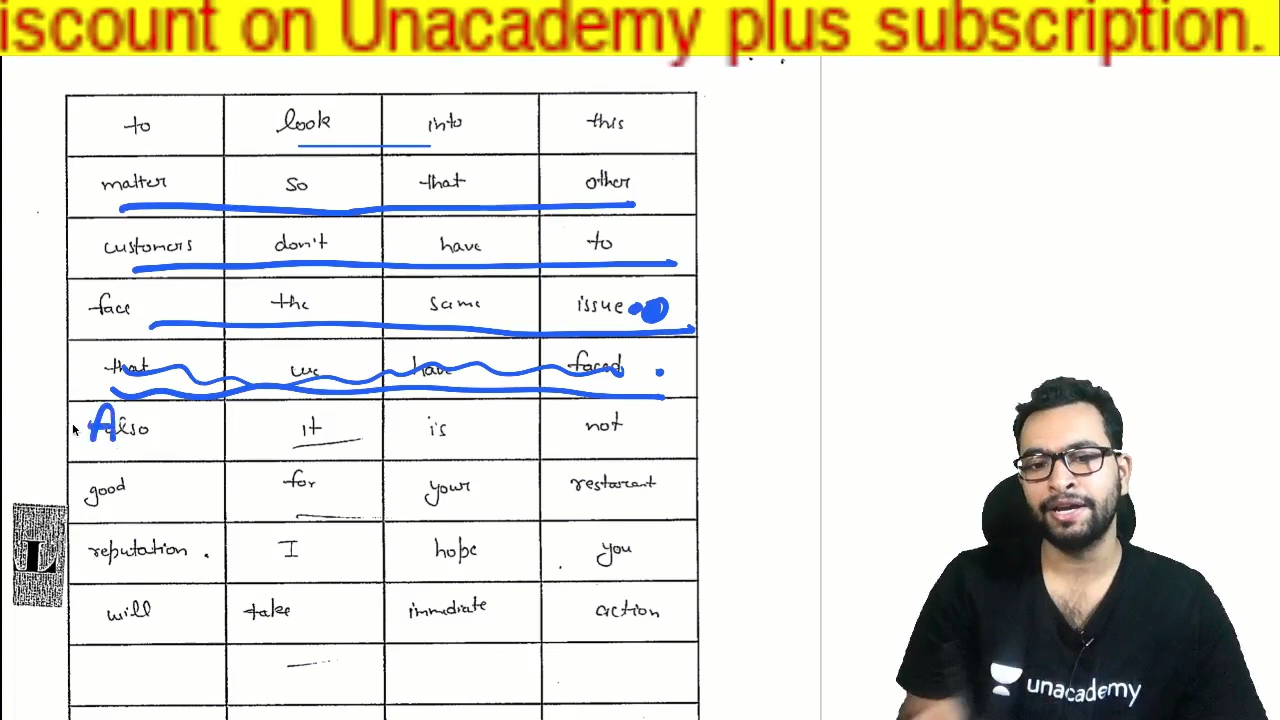 iscount on Unacademy plus subscription.
to look into this
matter so that other
customers don't have to
face the same issue.
that we have faced.
Also it is not
good for your restarent
reputation. I hope you
will take immidiate action
L
unacademy